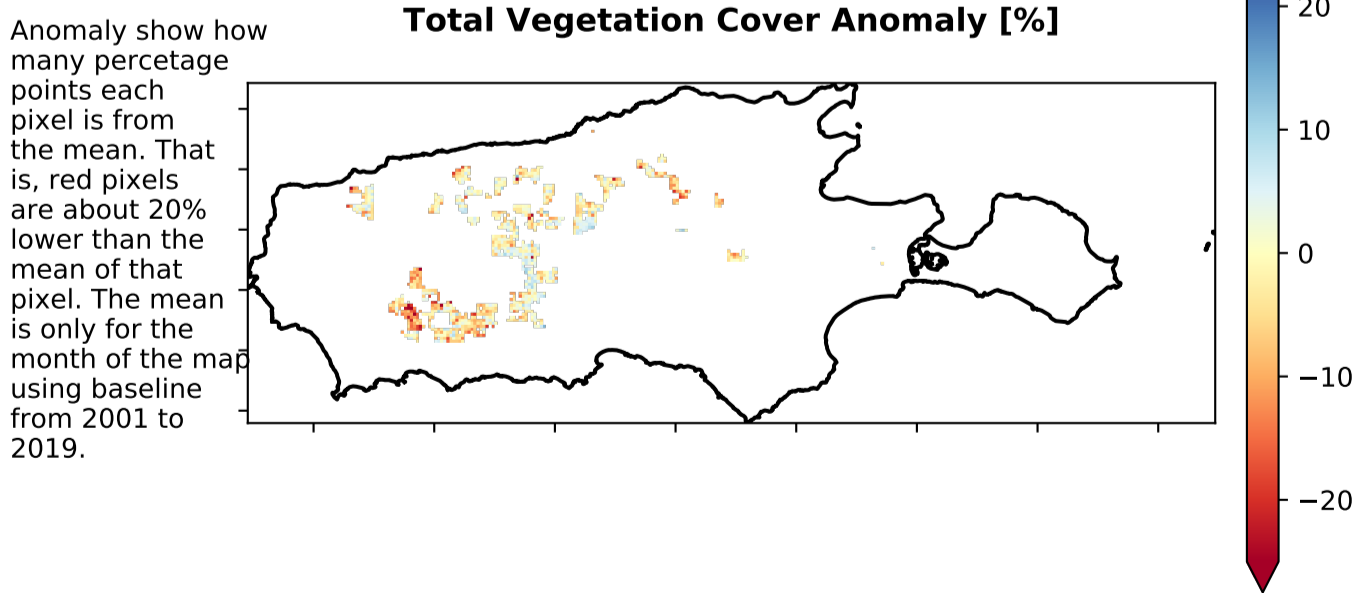 Total Vegetation Cover Anomaly [%]
Anomaly show how
many percetage
points each
pixel is from
the mean. That
is, red pixels
are about 20%
lower than the
mean of that
pixel. The mean
is only for the
month of the map
using baseline
from 2001 to
2019.
20
10
0
−10
−20